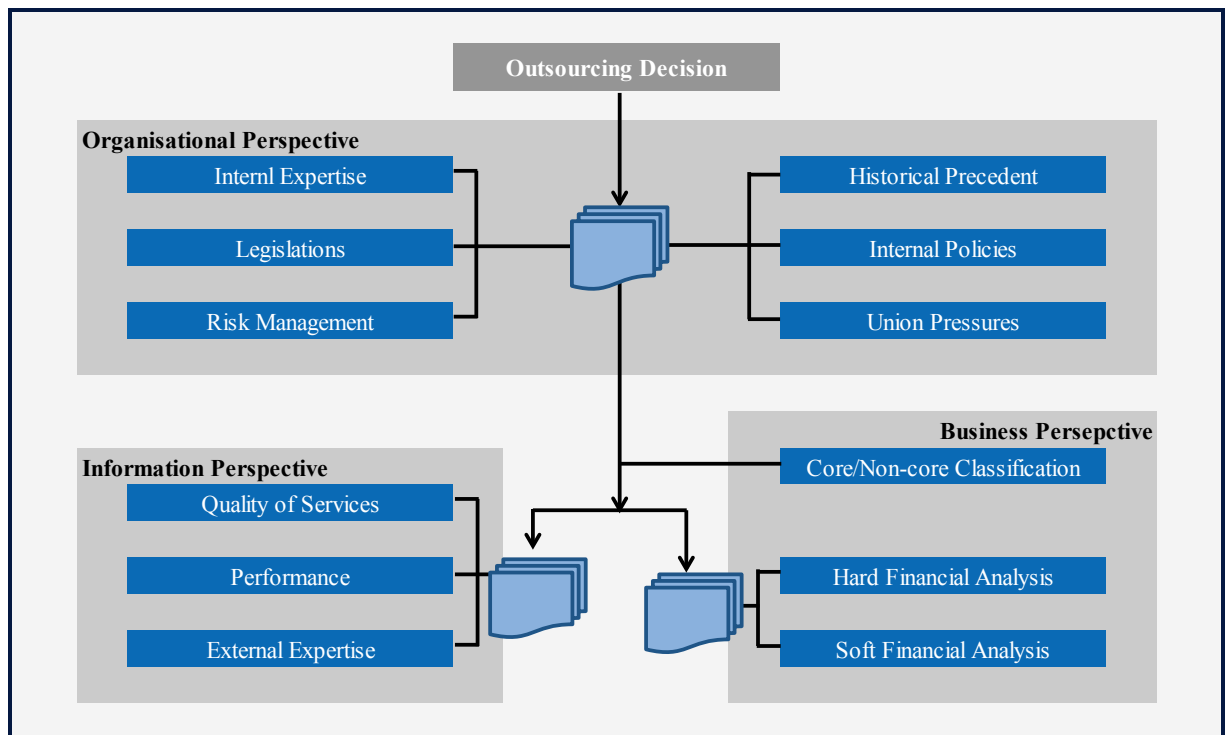 Outsourcing Decision
Organisational Perspective
Internl Expertise
Legislations
Risk Management
Historical Precedent
Internal Policies
Union Pressures
Information Perspective
Quality of Services
Performance
External Expertise
Business Persepctive
Core/Non-core Classification
Hard Financial Analysis
Soft Financial Analysis